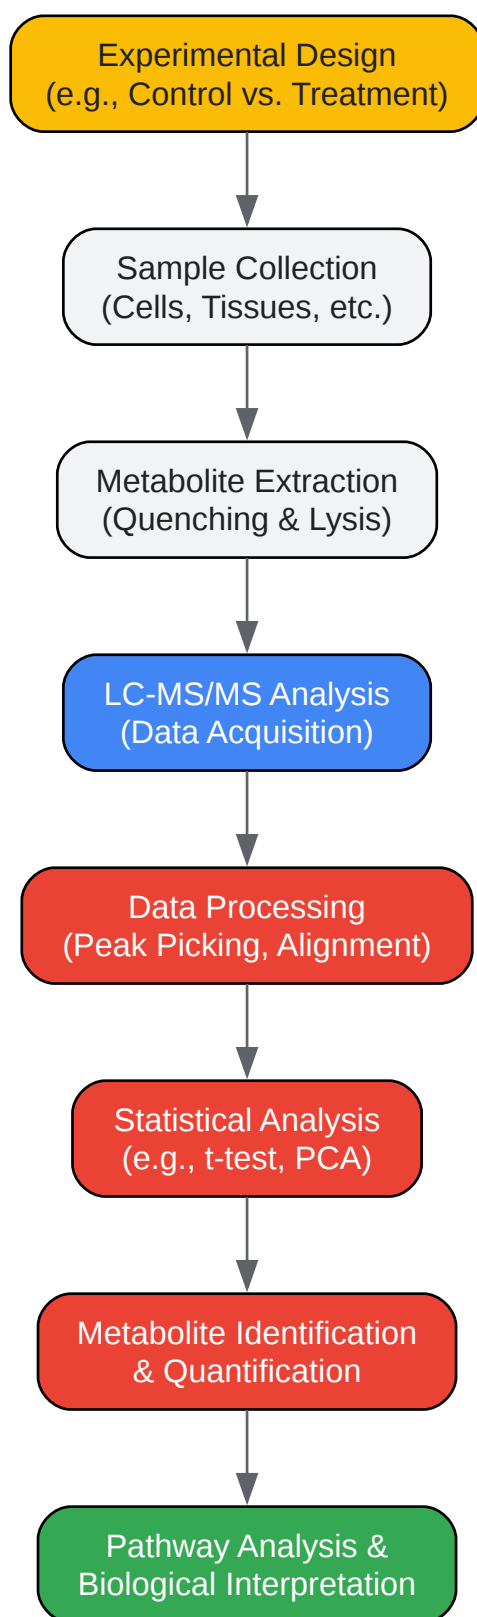 Experimental Design
(e.g., Control vs. Treatment)
Sample Collection
(Cells, Tissues, etc.)
Metabolite Extraction
(Quenching & Lysis)
LC-MS/MS Analysis
(Data Acquisition)
Data Processing
(Peak Picking, Alignment)
Statistical Analysis
(e.g., t-test, PCA)
Metabolite Identification
& Quantification
Pathway Analysis &
Biological Interpretation